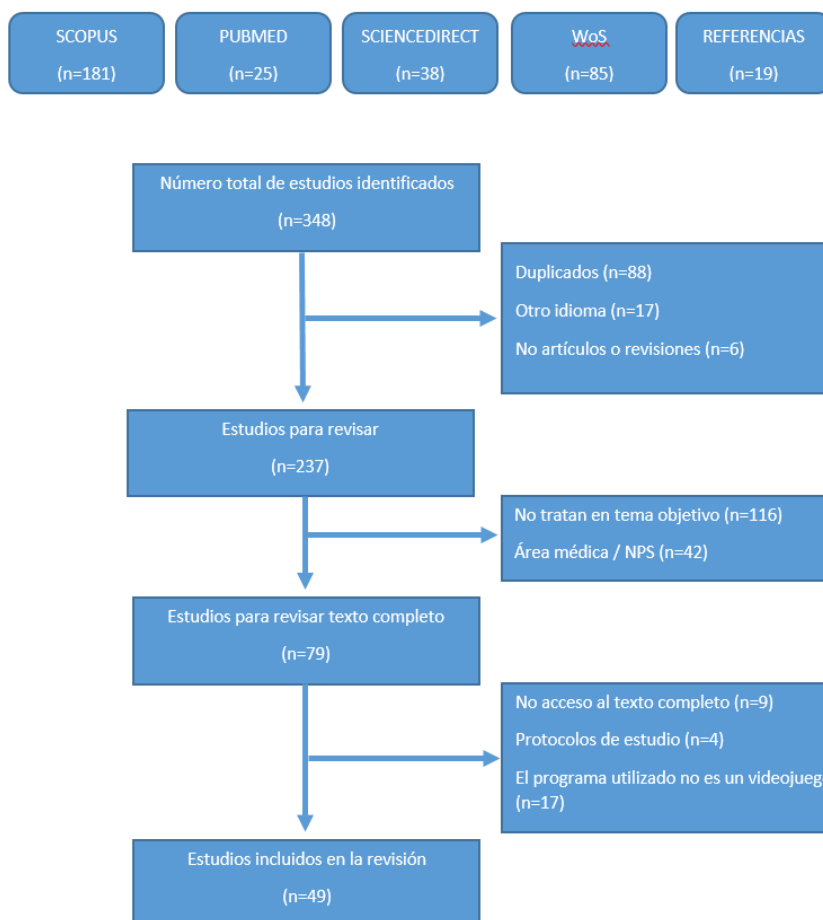 SCOPUS
(n=181)
PUBMED
(n=25)
SCIENCEDIRECT
(n=38)
WoS
(n=85)
REFERENCIAS
(n=19)
Número total de estudios identificados
(n=348)
Duplicados (n=88)
Otro idioma (n=17)
No artículos o revisiones (n=6)
Estudios para revisar
(n=237)
No tratan en tema objetivo (n=116)
Área médica / NPS (n=42)
Estudios para revisar texto completo
(n=79)
No acceso al texto completo (n=9)
Protocolos de estudio (n=4)
El programa utilizado no es un videojueg
(n=17)
Estudios incluidos en la revisión
(n=49)